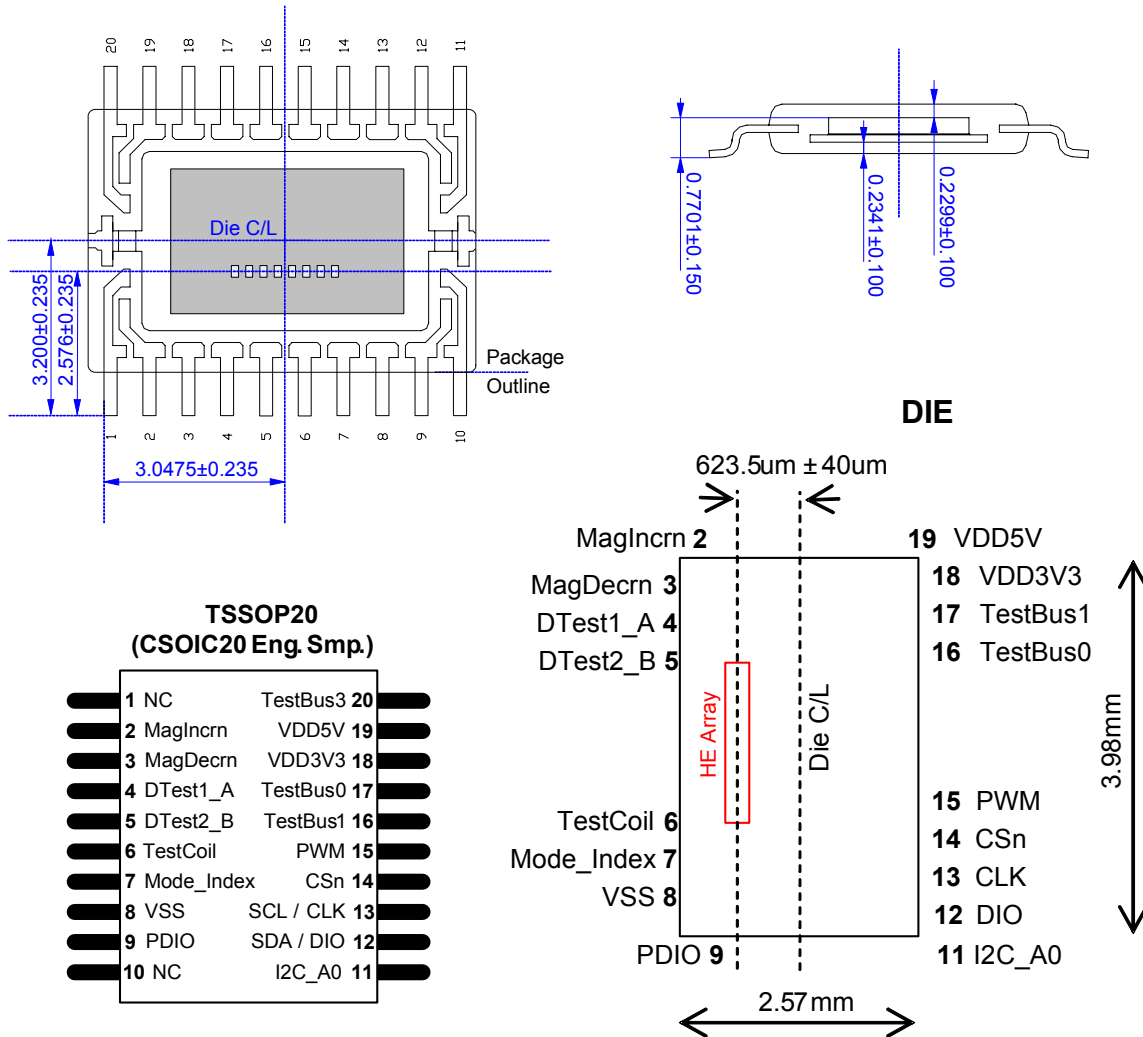 20 19 18 17 16 15 14 13 12 11
Die C/L
3.200±0.235
2.576±0.235
Package
Outline
1 2 3 4 5 6 7 8 9 10
3.0475±0.235
0.7701±0.150
0.2341±0.100
0.2299±0.100
DIE
623.5um ± 40um
MagIncrn 2
19 VDD5V
MagDecrn 3
18 VDD3V3
DTest1_A 4
17 TestBus1
DTest2_B 5
16 TestBus0
HE Array
Die C/L
3.98mm
TestCoil 6
15 PWM
Mode_Index 7
14 CSn
VSS 8
13 CLK
12 DIO
PDIO 9
11 I2C_A0
2.57mm
TSSOP20
(CSOIC20 Eng. Smp.)
1 NC TestBus3 20
2 MagIncrn VDD5V 19
3 MagDecrn VDD3V3 18
4 DTest1_A TestBus0 17
5 DTest2_B TestBus1 16
6 TestCoil PWM 15
7 Mode_Index CSn 14
8 VSS SCL / CLK 13
9 PDIO SDA / DIO 12
10 NC I2C_A0 11